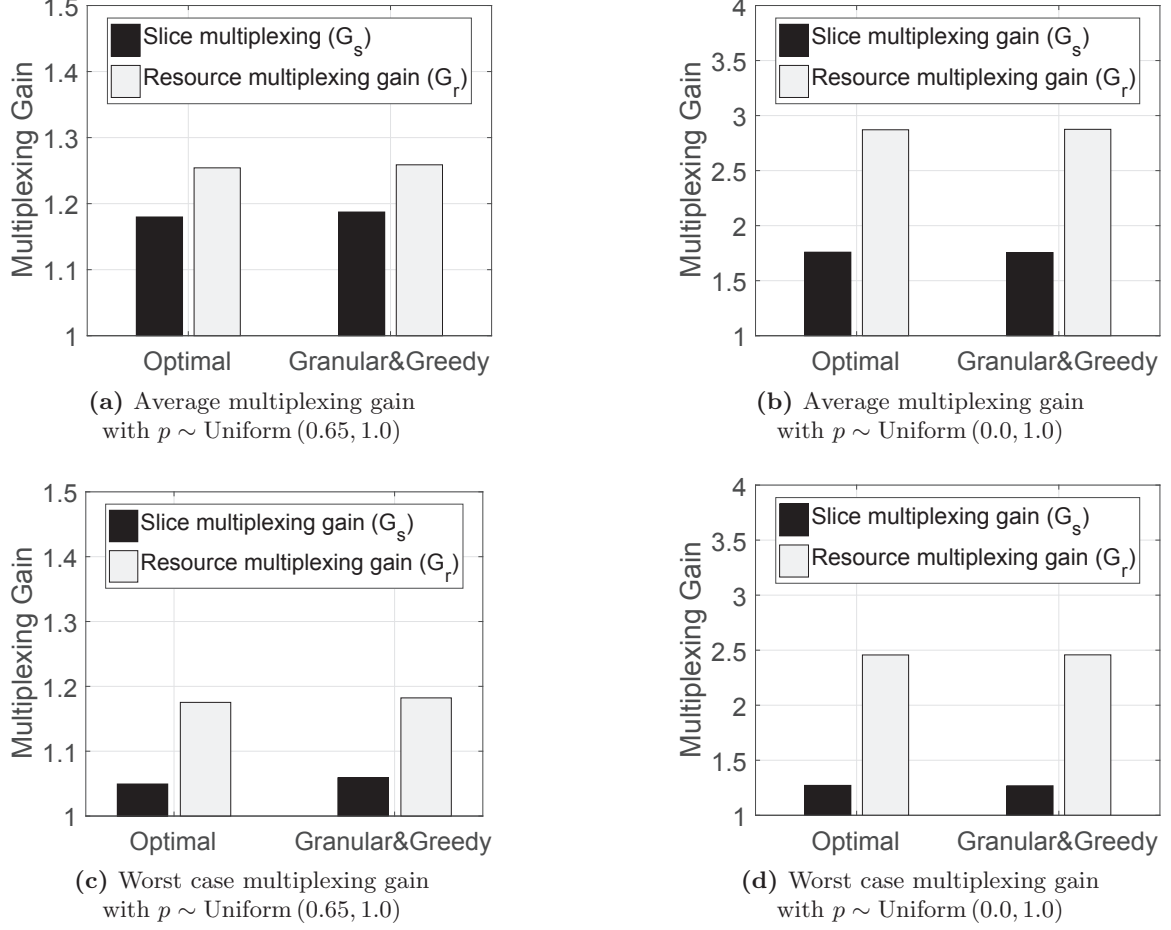 1.5
1.4
1.3
1.2
1.1
1
Multiplexing Gain
Slice multiplexing (G_s)
Resource multiplexing gain (G_r)
Optimal
Granular&Greedy
(a) Average multiplexing gain
with p ∼ Uniform (0.65, 1.0)
4
3.5
3
2.5
2
1.5
1
Multiplexing Gain
Slice multiplexing gain (G_s)
Resource multiplexing gain (G_r)
Optimal
Granular&Greedy
(b) Average multiplexing gain
with p ∼ Uniform (0.0, 1.0)
1.5
1.4
1.3
1.2
1.1
1
Multiplexing Gain
Slice multiplexing gain (G_s)
Resource multiplexing gain (G_r)
Optimal
Granular&Greedy
(c) Worst case multiplexing gain
with p ∼ Uniform (0.65, 1.0)
4
3.5
3
2.5
2
1.5
1
Multiplexing Gain
Slice multiplexing gain (G_s)
Resource multiplexing gain (G_r)
Optimal
Granular&Greedy
(d) Worst case multiplexing gain
with p ∼ Uniform (0.0, 1.0)